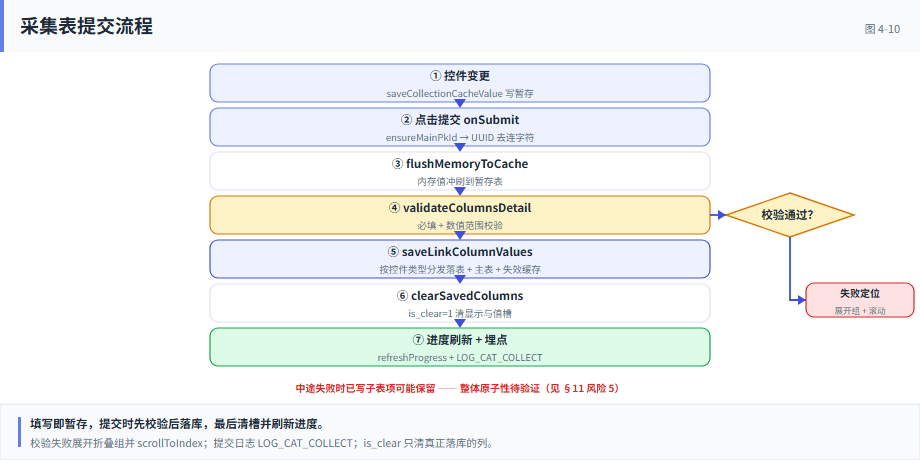 采集表提交流程
图 4-10
① 控件变更
saveCollectionCacheValue 写暂存
② 点击提交 onSubmit
ensureMainPkId → UUID 去连字符
③ flushMemoryToCache
内存值冲刷到暂存表
④ validateColumnsDetail
必填 + 数值范围校验
校验通过?
⑤ saveLinkColumnValues
按控件类型分发落表 + 主表 + 失效缓存
⑥ clearSavedColumns
is_clear=1 清显示与值槽
失败定位
展开组 + 滚动
⑦ 进度刷新 + 埋点
refreshProgress + LOG_CAT_COLLECT
中途失败时已写子表项可能保留 —— 整体原子性待验证（见 §11 风险 5）
填写即暂存，提交时先校验后落库，最后清槽并刷新进度。
校验失败展开折叠组并 scrollToIndex；提交日志 LOG_CAT_COLLECT；is_clear 只清真正落库的列。